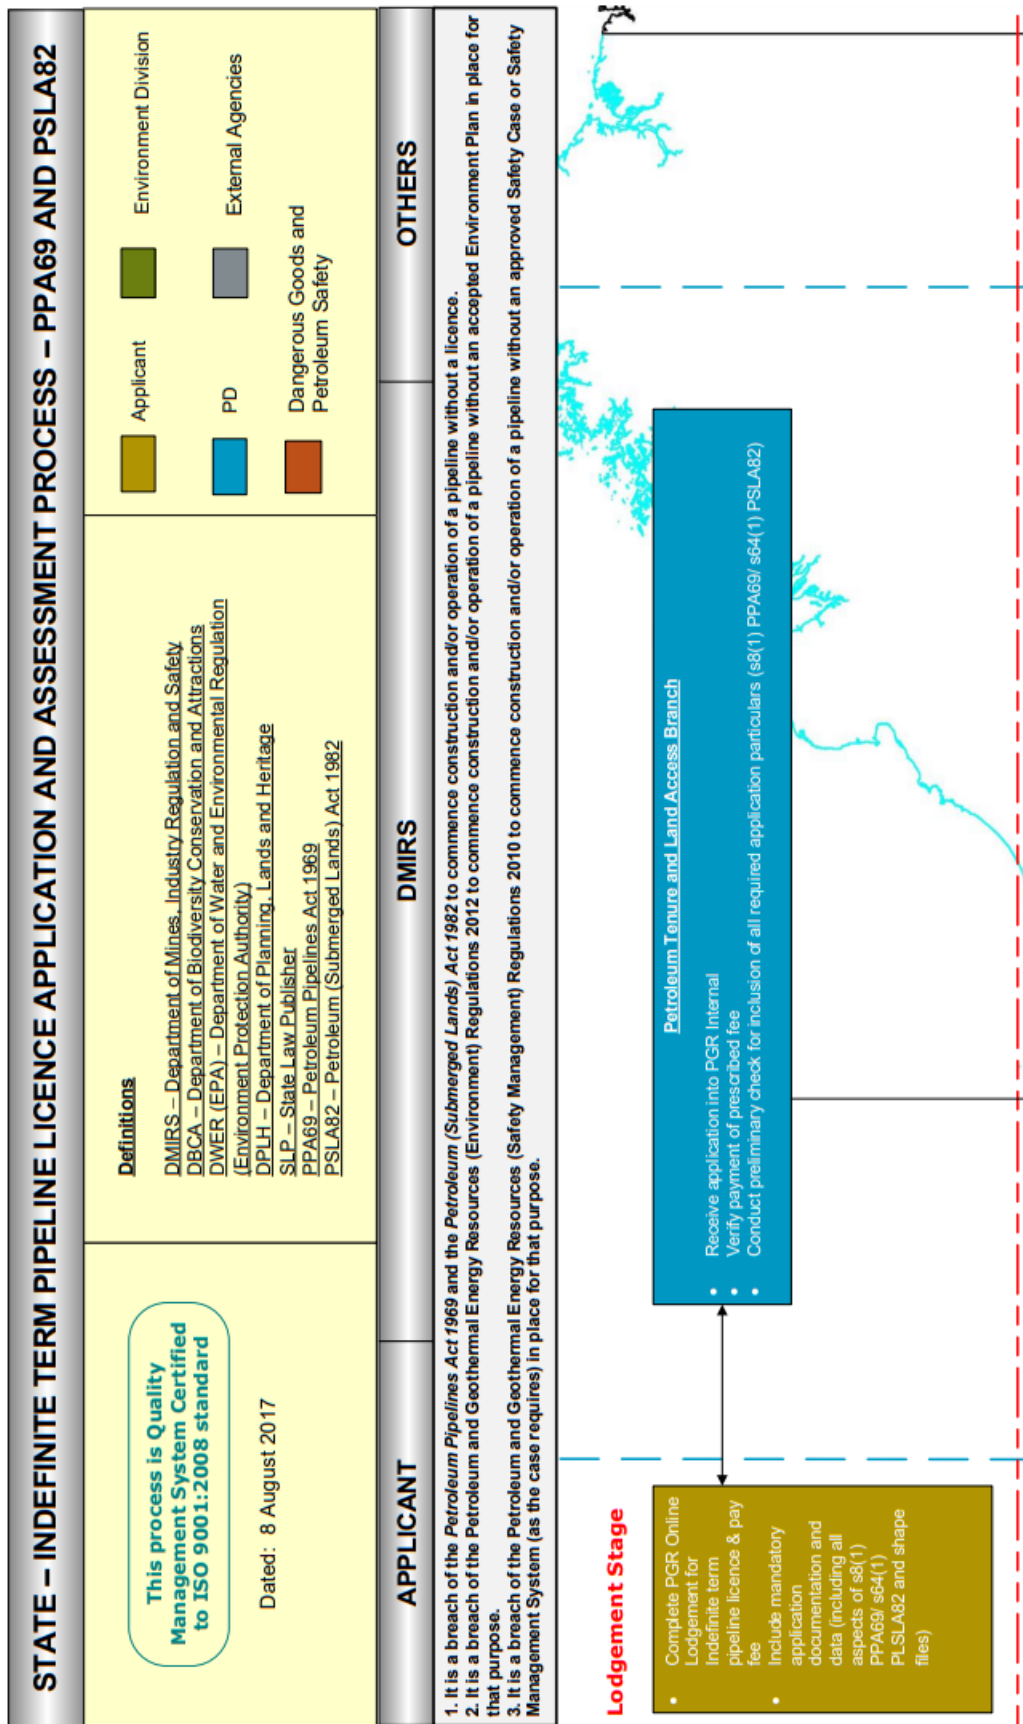 STATE – INDEFINITE TERM PIPELINE LICENCE APPLICATION AND ASSESSMENT PROCESS – PPA69 AND PSLA82
This process is Quality
Management System Certified
to ISO 9001:2008 standard
Dated: 8 August 2017
Definitions
DMIRS – Department of Mines, Industry Regulation and Safety
DBCA – Department of Biodiversity Conservation and Attractions
DWER (EPA) – Department of Water and Environmental Regulation
(Environment Protection Authority)
DPLH – Department of Planning, Lands and Heritage
SLP – State Law Publisher
PPA69 – Petroleum Pipelines Act 1969
PSLA82 – Petroleum (Submerged Lands) Act 1982
Applicant
Environment Division
PD
External Agencies
Dangerous Goods and
Petroleum Safety
APPLICANT
DMIRS
OTHERS
1. It is a breach of the Petroleum Pipelines Act 1969 and the Petroleum (Submerged Lands) Act 1982 to commence construction and/or operation of a pipeline without a licence.
2. It is a breach of the Petroleum and Geothermal Energy Resources (Environment) Regulations 2012 to commence construction and/or operation of a pipeline without an accepted Environment Plan in place for
that purpose.
3. It is a breach of the Petroleum and Geothermal Energy Resources (Safety Management) Regulations 2010 to commence construction and/or operation of a pipeline without an approved Safety Case or Safety
Management System (as the case requires) in place for that purpose.
Lodgement Stage
• Complete PGR Online
Lodgement for
Indefinite term
pipeline licence & pay
fee
• Include mandatory
application
documentation and
data (including all
aspects of s8(1)
PPA69/ s64(1)
PLSLA82 and shape
files)
Petroleum Tenure and Land Access Branch
• Receive application into PGR Internal
• Verify payment of prescribed fee
• Conduct preliminary check for inclusion of all required application particulars (s8(1) PPA69/ s64(1) PSLA82)